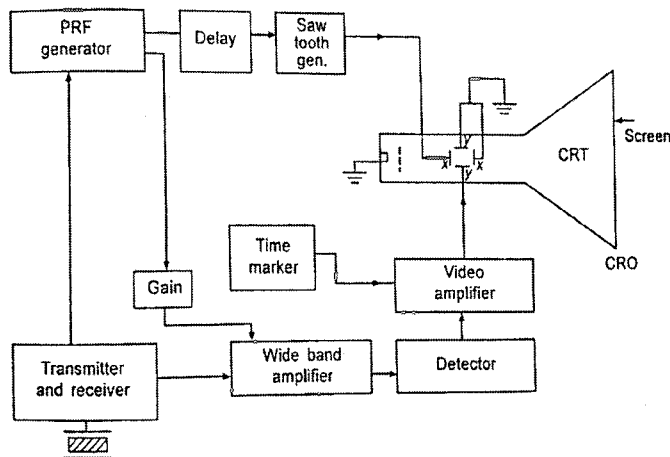 PRF
generator
Delay
Saw
tooth
gen.
y
x
x
y
CRT
Screen
CRO
Time
marker
Video
amplifier
Gain
Transmitter
and receiver
Wide band
amplifier
Detector